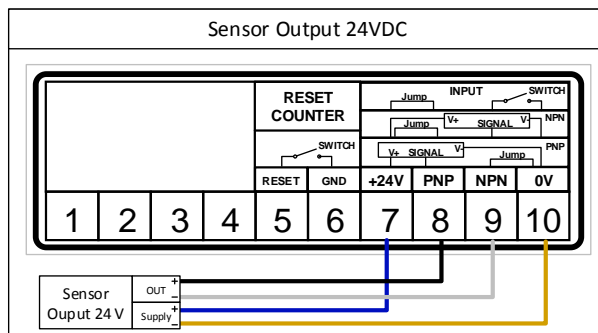 Sensor Output 24VDC
RESET
COUNTER
SWITCH
RESET GND
Jump INPUT SWITCH
V+ SIGNAL V- NPN
Jump
V+ SIGNAL V- PNP
Jump
+24V PNP NPN 0V
1 2 3 4 5 6 7 8 9 10
Sensor
Ouput 24 V
OUT + -
Supply + -